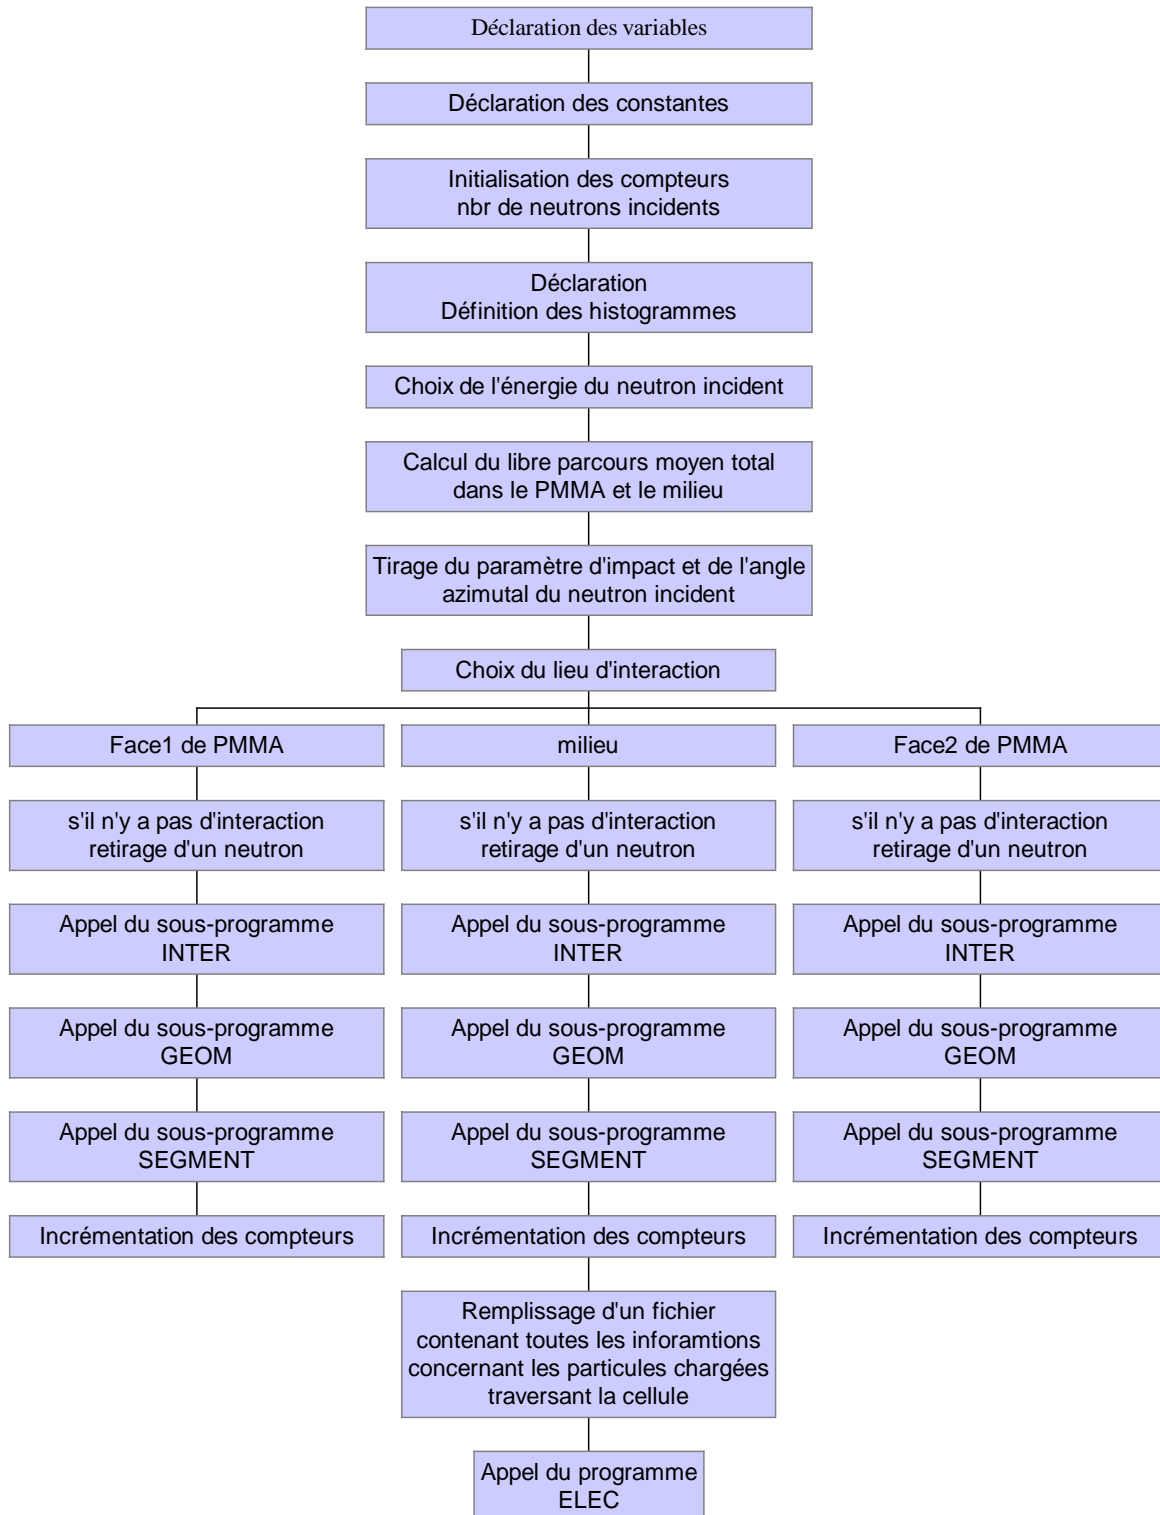 Déclaration des variables
Déclaration des constantes
Initialisation des compteurs
nbr de neutrons incidents
Déclaration
Définition des histogrammes
Choix de l'énergie du neutron incident
Calcul du libre parcours moyen total
dans le PMMA et le milieu
Tirage du paramètre d'impact et de l'angle
azimutal du neutron incident
Choix du lieu d'interaction
Face1 de PMMA
s'il n'y a pas d'interaction
retirage d'un neutron
Appel du sous-programme
INTER
Appel du sous-programme
GEOM
Appel du sous-programme
SEGMENT
Incrémentation des compteurs
milieu
s'il n'y a pas d'interaction
retirage d'un neutron
Appel du sous-programme
INTER
Appel du sous-programme
GEOM
Appel du sous-programme
SEGMENT
Incrémentation des compteurs
Remplissage d'un fichier
contenant toutes les inforamtions
concernant les particules chargées
traversant la cellule
Appel du programme
ELEC
Face2 de PMMA
s'il n'y a pas d'interaction
retirage d'un neutron
Appel du sous-programme
INTER
Appel du sous-programme
GEOM
Appel du sous-programme
SEGMENT
Incrémentation des compteurs